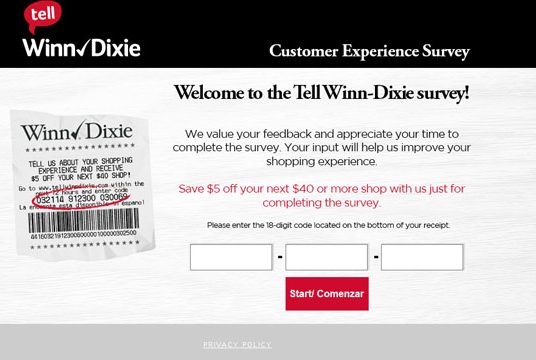 tell
Winn Dixie
Customer Experience Survey
Welcome to the Tell Winn-Dixie survey!
Winn Dixie
TELL US ABOUT YOUR SHOPPING
EXPERIENCE AND RECEIVE
$5 OFF YOUR NEXT $40 SHOP!
Go to www.tellwinndixie.com within the
next 72 hours and enter code
032114 912300 030069
La encuesta esta disponible en espanol
We value your feedback and appreciate your time to
complete the survey. Your input will help us improve your
shopping experience.
Save $5 off your next $40 or more shop with us just for
completing the survey.
Please enter the 18-digit code located on the bottom of your receipt.
- -
Start/ Comenzar
PRIVACY POLICY